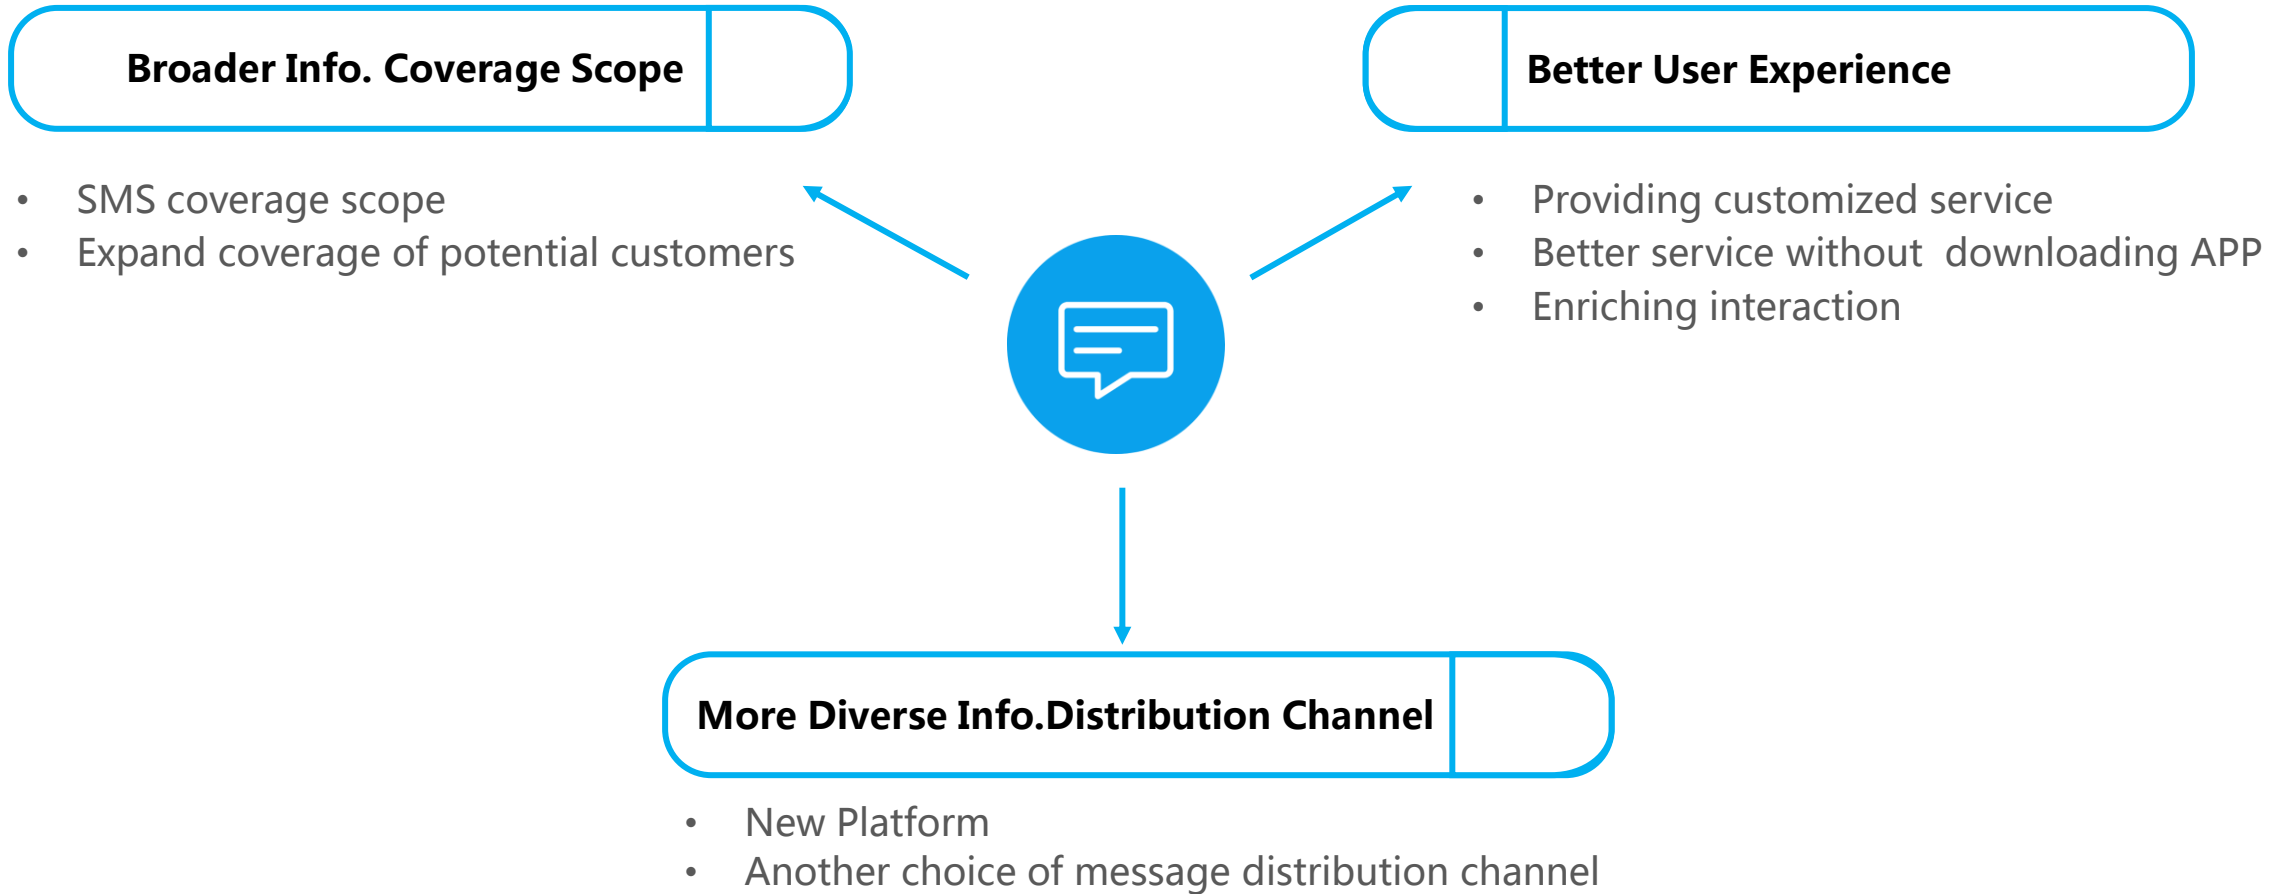 Broader Info. Coverage Scope
• SMS coverage scope
• Expand coverage of potential customers
Better User Experience
• Providing customized service
• Better service without  downloading APP
• Enriching interaction
More Diverse Info.Distribution Channel
• New Platform
• Another choice of message distribution channel